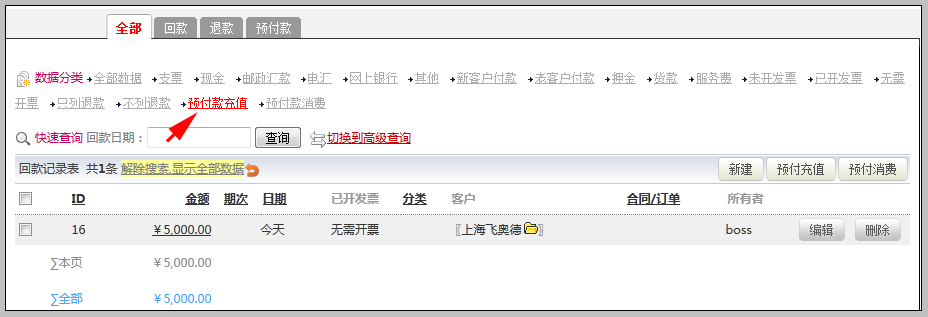 全部 回款 退款 预付款
数据分类 全部数据 支票 现金 邮政汇款 电汇 网上银行 其他 新客户付款 老客户付款 押金 货款 服务费 未开发票 已开发票 无需
开票 只列退款 不列退款 预付款充值 预付款消费
快速查询 回款日期： 查询 切换到高级查询
回款记录表 共1条 解除搜索,显示全部数据 新建 预付充值 预付消费
ID 金额 期次 日期 已开发票 分类 客户 合同/订单 所有者
16 ￥5,000.00 今天 无需开票 〖上海飞奥德〗 boss 编辑 删除
∑本页 ￥5,000.00
∑全部 ￥5,000.00